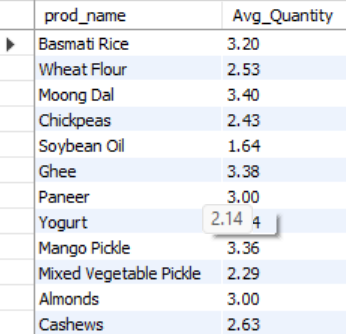 prod_name Avg_Quantity
Basmati Rice 3.20
Wheat Flour 2.53
Moong Dal 3.40
Chickpeas 2.43
Soybean Oil 1.64
Ghee 3.38
Paneer 3.00
Yogurt 2.14 4
Mango Pickle 3.36
Mixed Vegetable Pickle 2.29
Almonds 3.00
Cashews 2.63